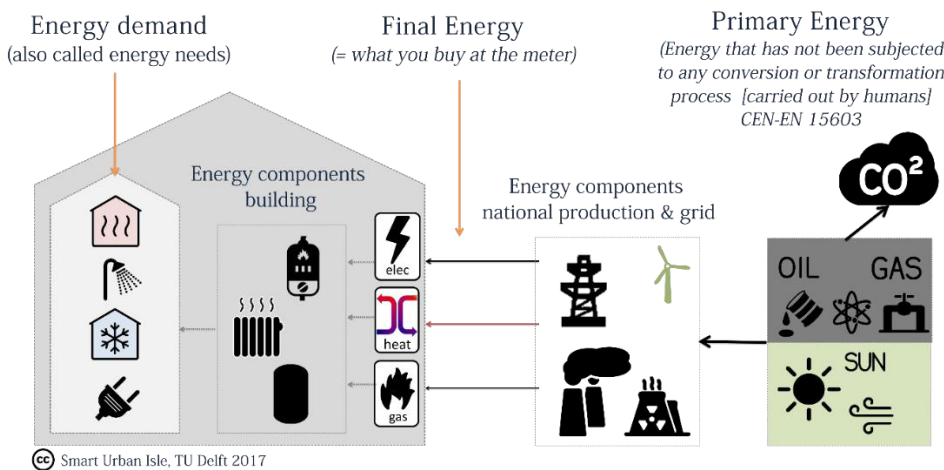 Energy demand
(also called energy needs)
Final Energy
(= what you buy at the meter)
Primary Energy
(Energy that has not been subjected
to any conversion or transformation
process [carried out by humans]
CEN-EN 15603
Energy components
building
Energy components
national production & grid
CO²
elec
heat
gas
OIL
GAS
SUN
cc Smart Urban Isle, TU Delft 2017